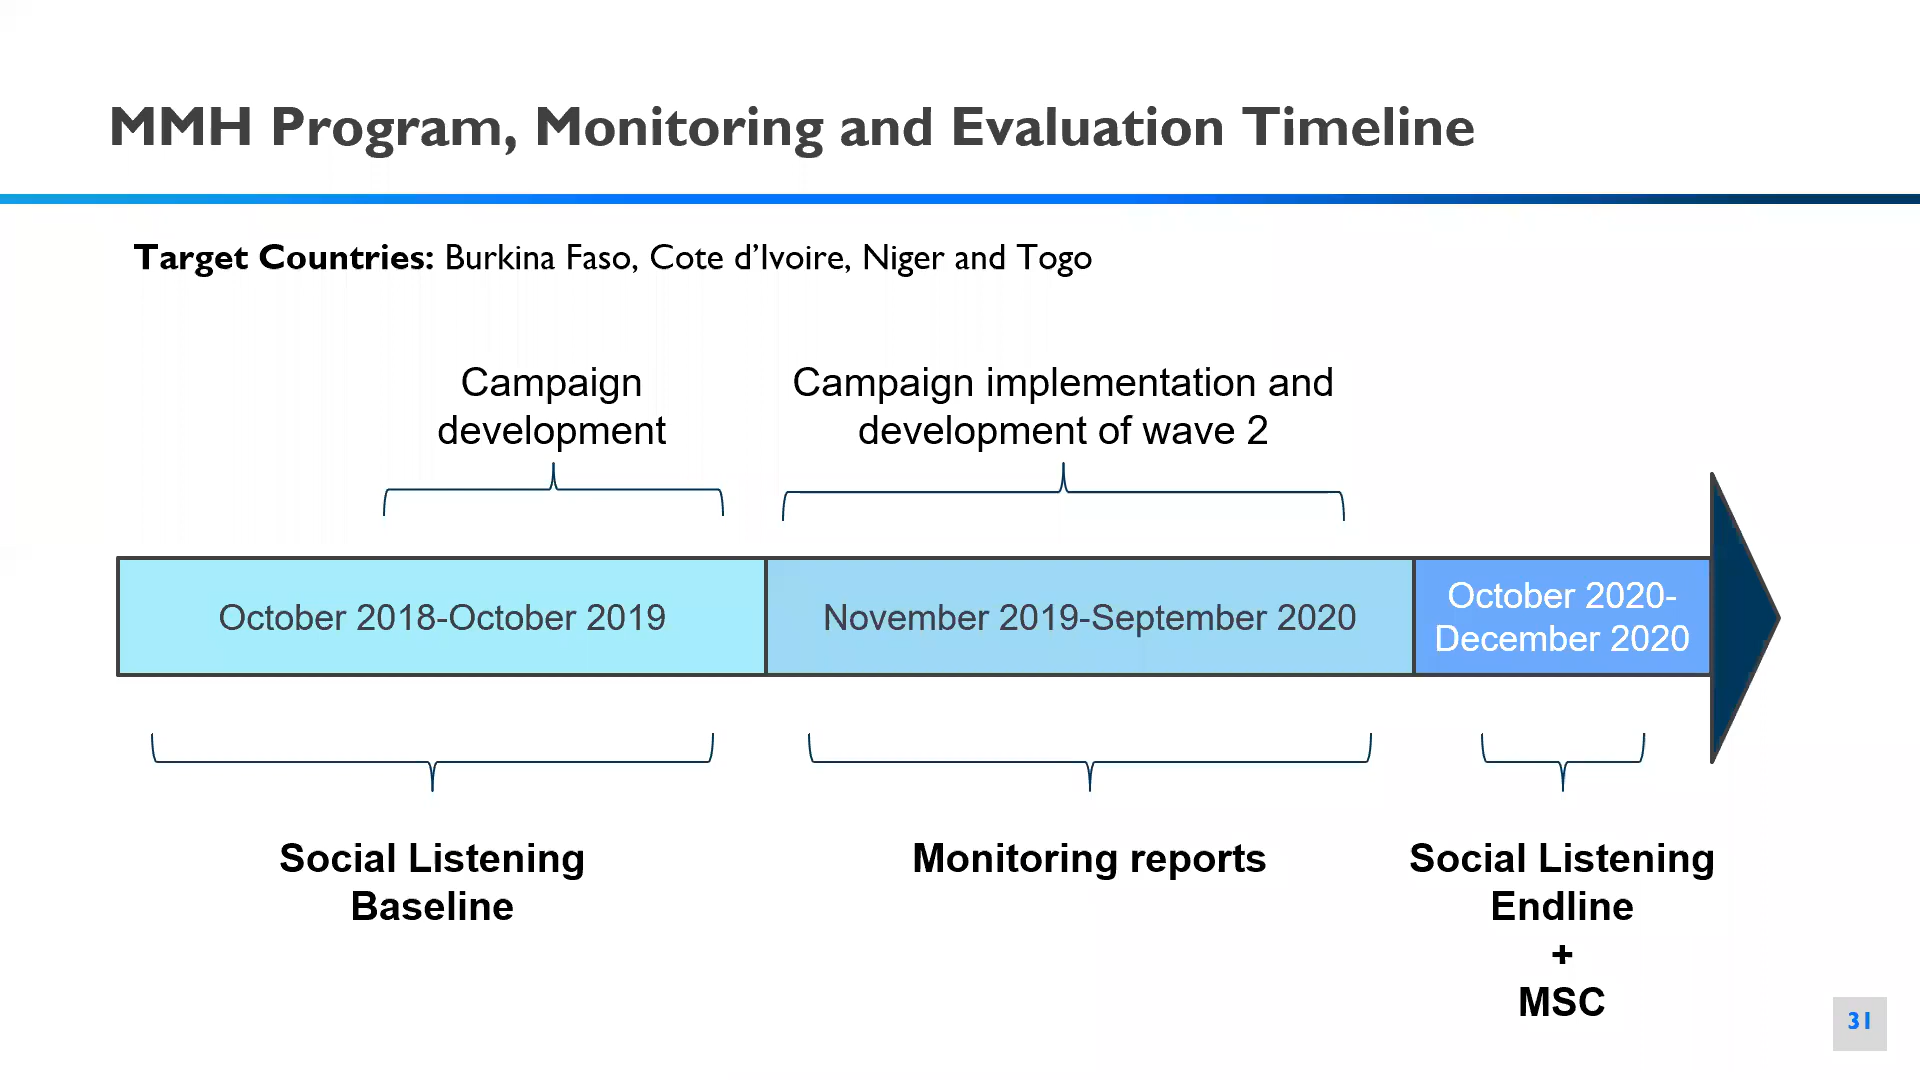 MMH Program, Monitoring and Evaluation Timeline
Target Countries: Burkina Faso, Cote d’Ivoire, Niger and Togo
Campaign
development
Campaign implementation and
development of wave 2
October 2018-October 2019
November 2019-September 2020
October 2020-
December 2020
Social Listening
Baseline
Monitoring reports
Social Listening
Endline
+
MSC
31